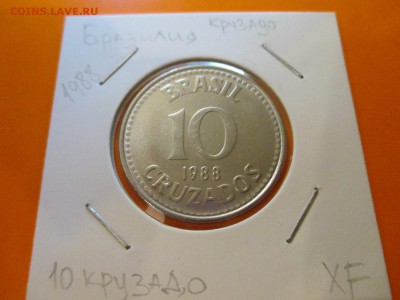 COINS.LAVE.RU
Бразилия
крузадо
1988
BRASIL
10
1988
CRUZADOS
10 крузадо
XF